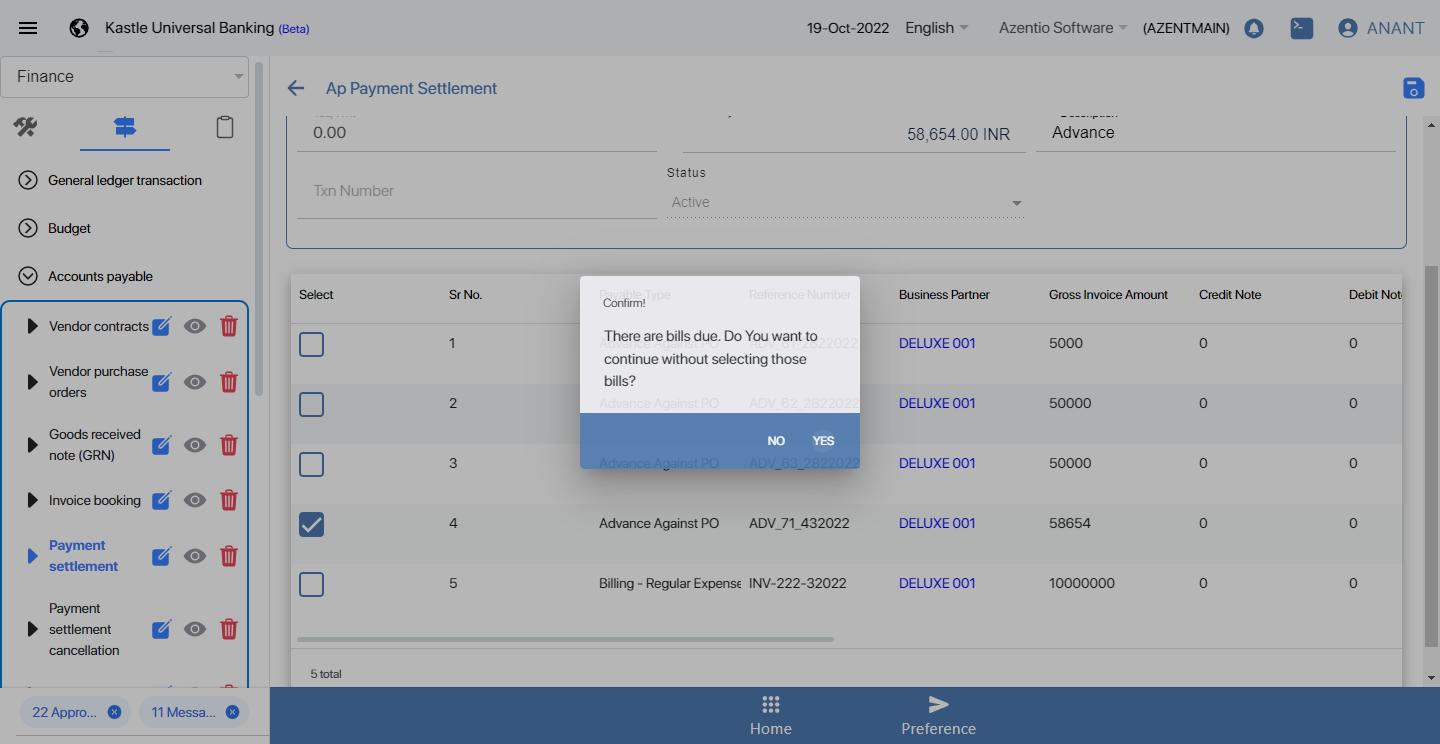 Kastle Universal Banking (Beta)
19-Oct-2022 English Azentio Software (AZENTMAIN) ANANT
Finance
Ap Payment Settlement
0.00
58,654.00 INR
Description
Advance
Txn Number
Status
Active
General ledger transaction
Budget
Accounts payable
Vendor contracts
Vendor purchase
orders
Goods received
note (GRN)
Invoice booking
Payment
settlement
Payment
settlement
cancellation
22 Appro...
11 Messa...
Select Sr No. Payable Type Reference Number Business Partner Gross Invoice Amount Credit Note Debit Not
1 Advance Against PO ADV_61_2822022 DELUXE 001 5000 0 0
2 Advance Against PO ADV_62_2822022 DELUXE 001 50000 0 0
3 Advance Against PO ADV_63_2822022 DELUXE 001 50000 0 0
4 Advance Against PO ADV_71_432022 DELUXE 001 58654 0 0
5 Billing - Regular Expense INV-222-32022 DELUXE 001 10000000 0 0
5 total
Confirm!
There are bills due. Do You want to
continue without selecting those
bills?
NO YES
Home
Preference